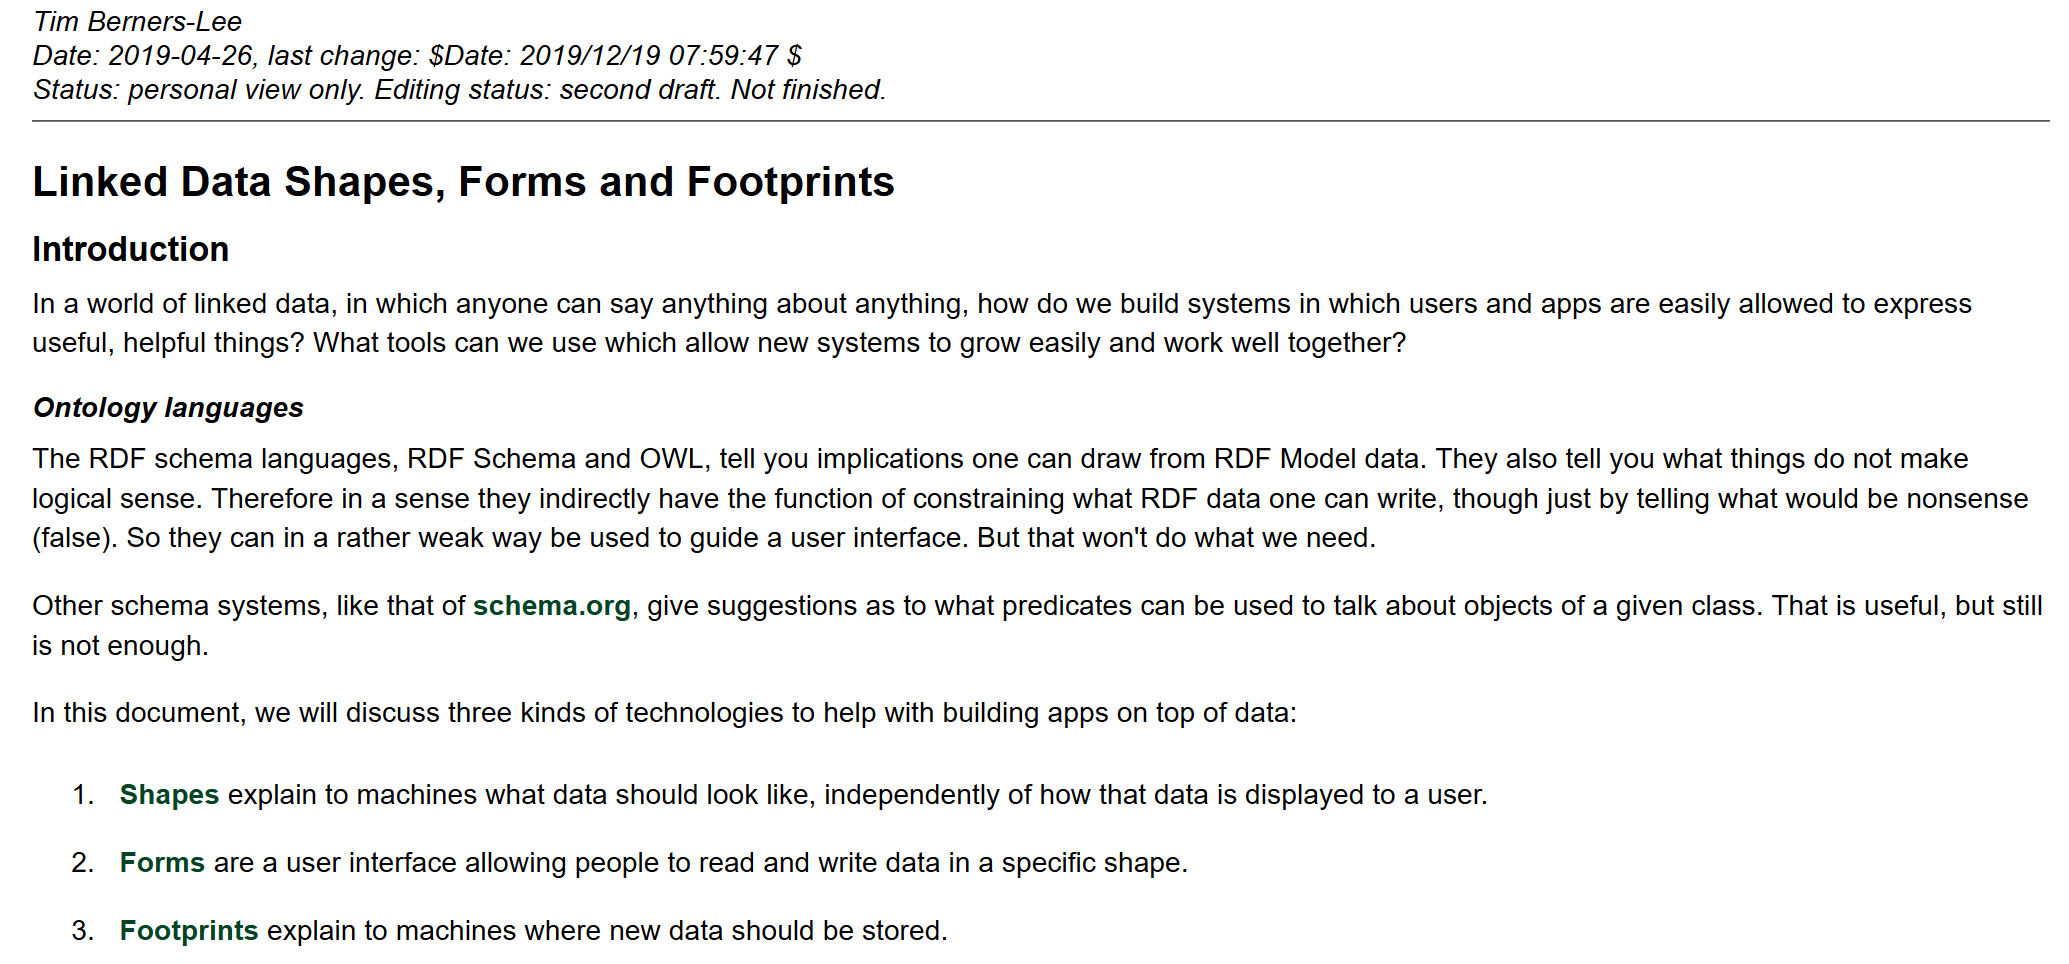 Tim Berners-Lee
Date: 2019-04-26, last change: $Date: 2019/12/19 07:59:47 $
Status: personal view only. Editing status: second draft. Not finished.
Linked Data Shapes, Forms and Footprints
Introduction
In a world of linked data, in which anyone can say anything about anything, how do we build systems in which users and apps are easily allowed to express
useful, helpful things? What tools can we use which allow new systems to grow easily and work well together?
Ontology languages
The RDF schema languages, RDF Schema and OWL, tell you implications one can draw from RDF Model data. They also tell you what things do not make
logical sense. Therefore in a sense they indirectly have the function of constraining what RDF data one can write, though just by telling what would be nonsense
(false). So they can in a rather weak way be used to guide a user interface. But that won't do what we need.
Other schema systems, like that of schema.org, give suggestions as to what predicates can be used to talk about objects of a given class. That is useful, but still
is not enough.
In this document, we will discuss three kinds of technologies to help with building apps on top of data:
1. Shapes explain to machines what data should look like, independently of how that data is displayed to a user.
2. Forms are a user interface allowing people to read and write data in a specific shape.
3. Footprints explain to machines where new data should be stored.